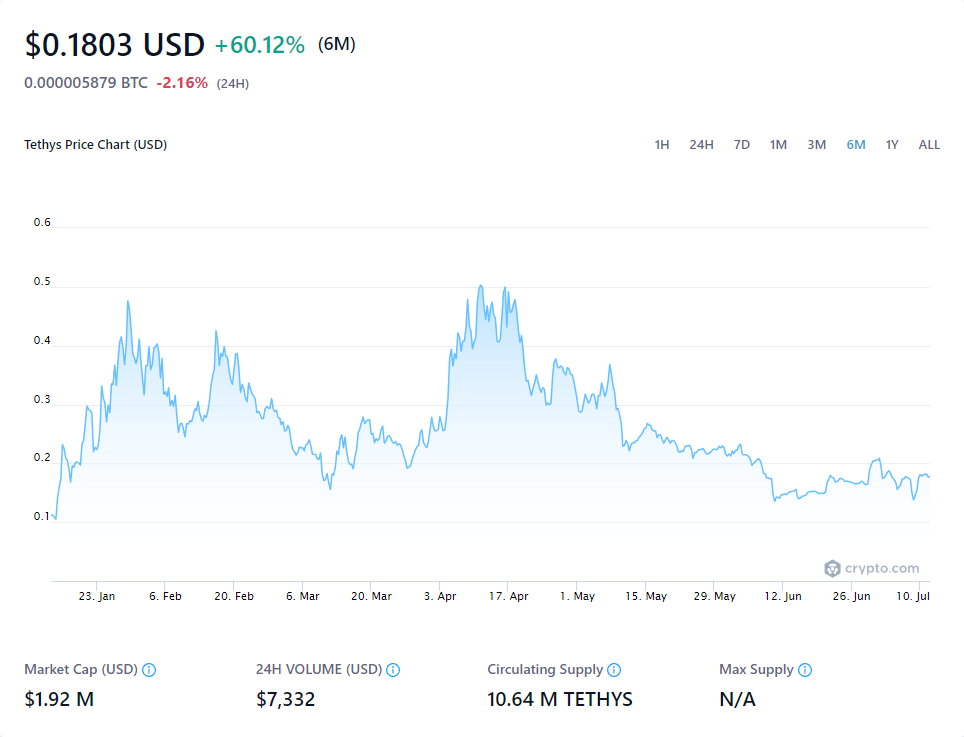 $0.1803 USD +60.12% (6M)
0.000005879 BTC -2.16% (24H)
Tethys Price Chart (USD) 1H 24H 7D 1M 3M 6M 1Y ALL
0.6
0.5
0.4
0.3
0.2
0.1
crypto.com
23. Jan 6. Feb 20. Feb 6. Mar 20. Mar 3. Apr 17. Apr 1. May 15. May 29. May 12. Jun 26. Jun 10. Jul
Market Cap (USD) 24H VOLUME (USD) Circulating Supply Max Supply
$1.92 M $7,332 10.64 M TETHYS N/A